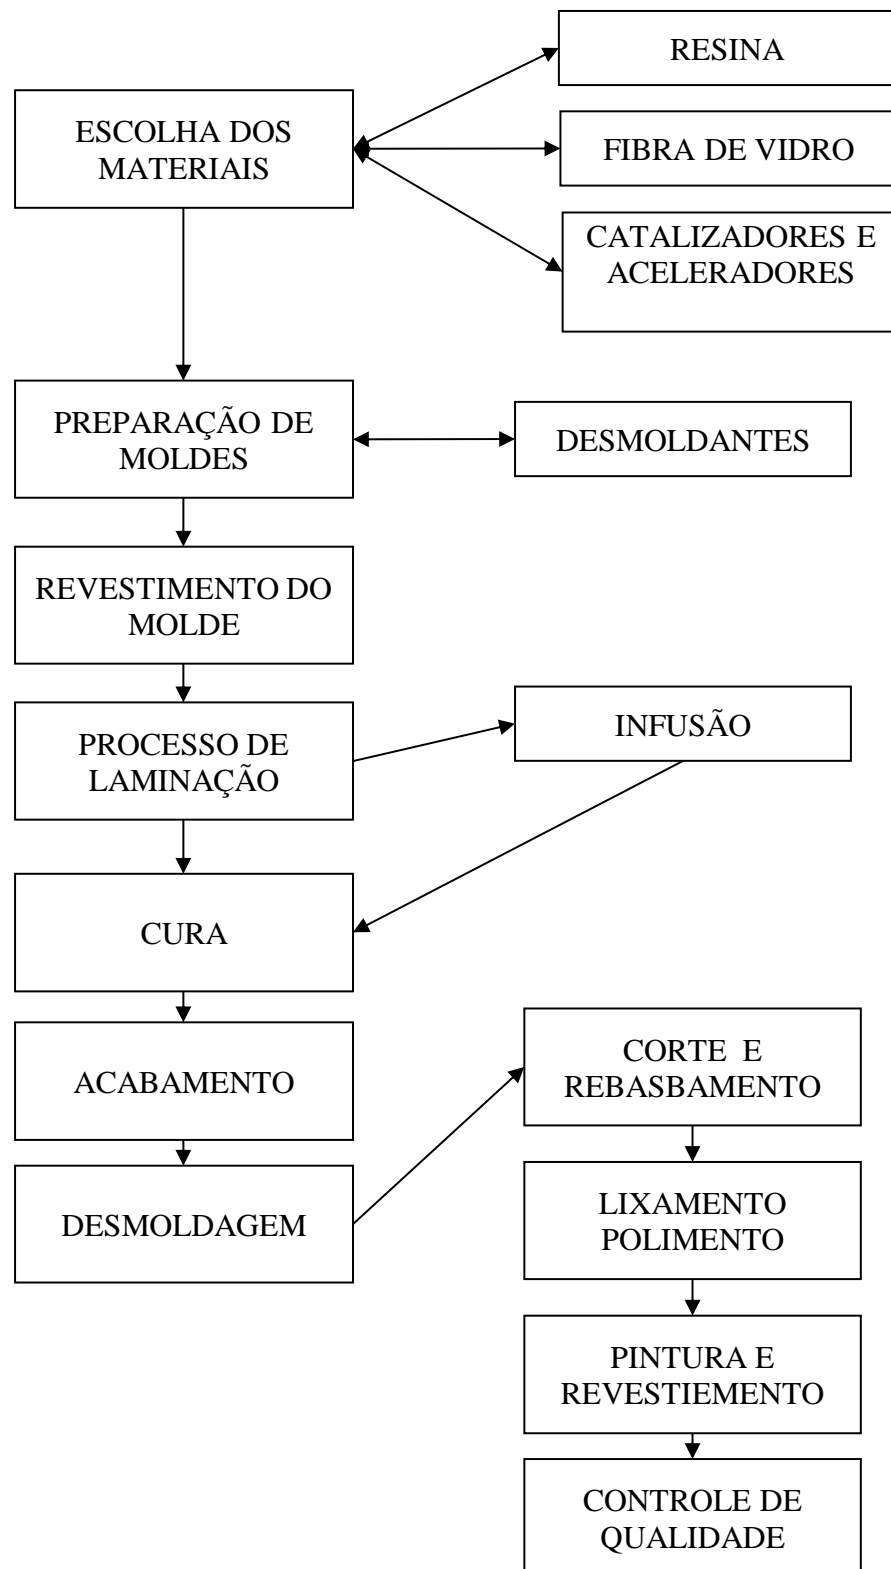 RESINA
ESCOLHA DOS
MATERIAIS
FIBRA DE VIDRO
CATALIZADORES E
ACELERADORES
PREPARAÇÃO DE
MOLDES
DESMOLDANTES
REVESTIMENTO DO
MOLDE
PROCESSO DE
LAMINAÇÃO
INFUSÃO
CURA
ACABAMENTO
DESMOLDAGEM
CORTE E
REBASBAMENTO
LIXAMENTO
POLIMENTO
PINTURA E
REVESTIEMENTO
CONTROLE DE
QUALIDADE